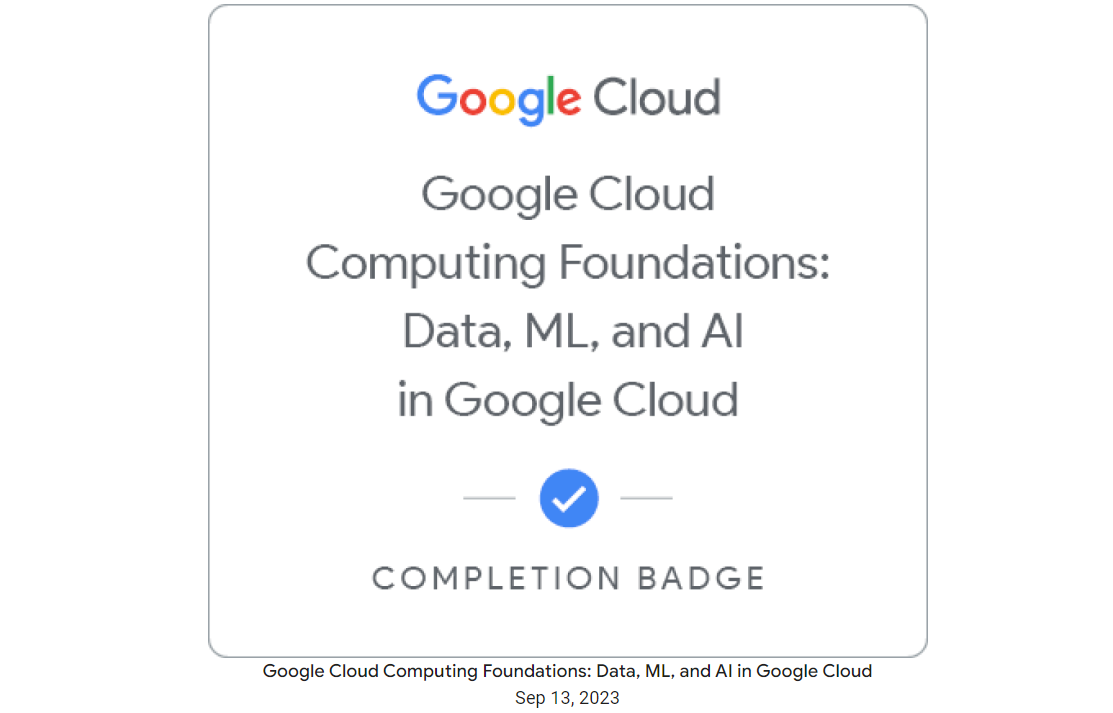 Google Cloud
Google Cloud
Computing Foundations:
Data, ML, and AI
in Google Cloud
COMPLETION BADGE
Google Cloud Computing Foundations: Data, ML, and AI in Google Cloud
Sep 13, 2023